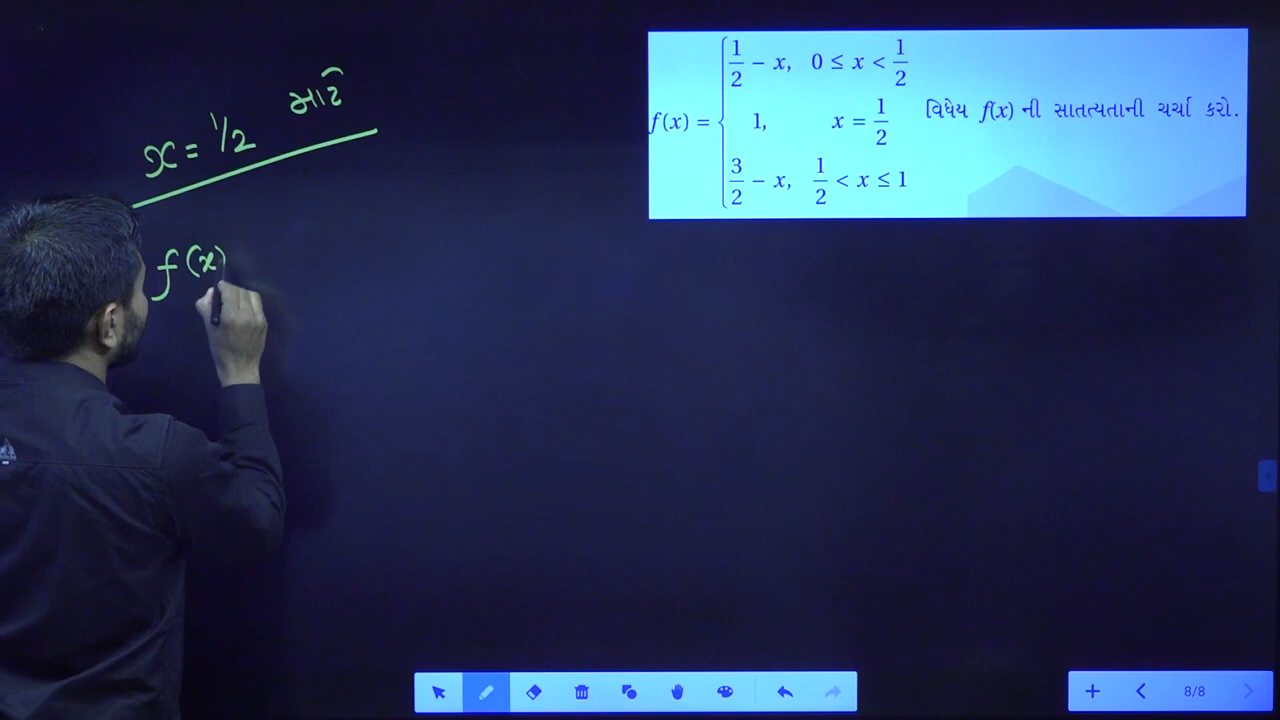 x = 1/2 માટે
f(x)
f(x) = { 1/2 − x, 0 ≤ x < 1/2
1, x = 1/2
3/2 − x, 1/2 < x ≤ 1
વિધેય f(x) ની સાતત્યતાની ચર્ચા કરો.
8/8